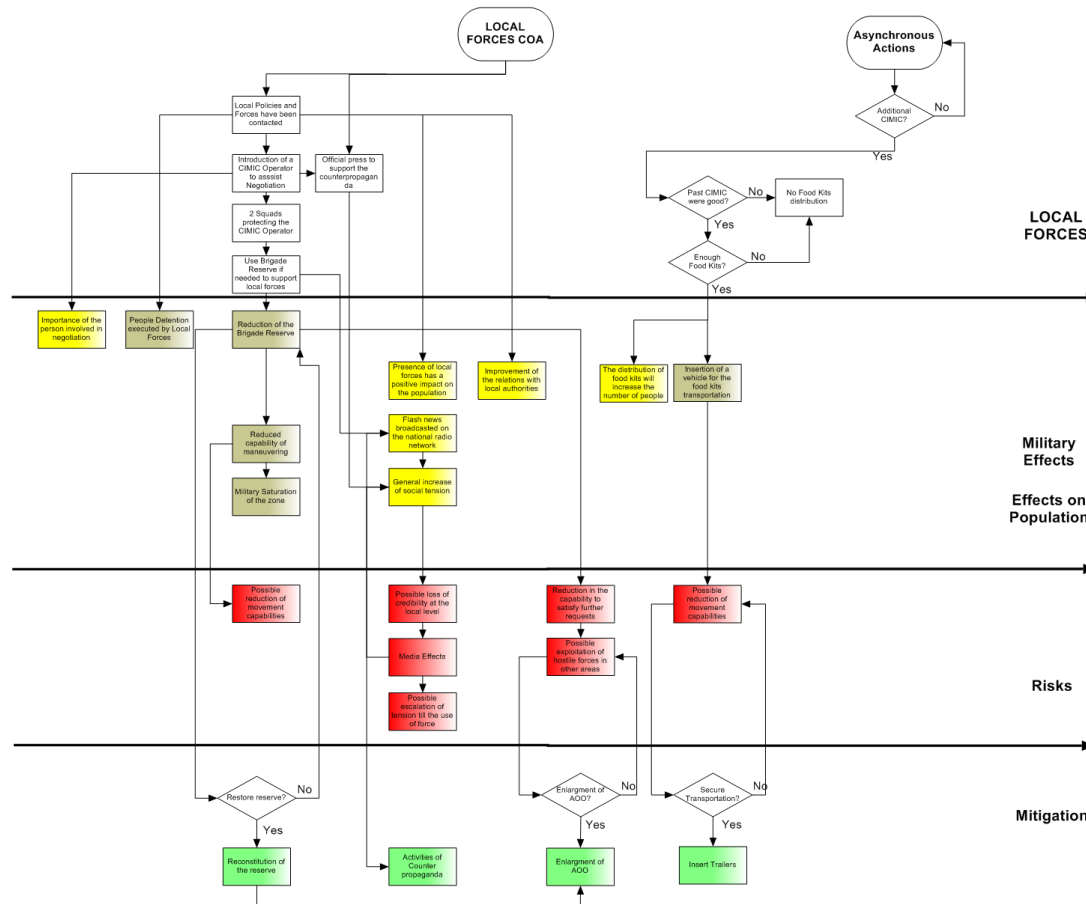 LOCAL
FORCES COA
Asynchronous
Actions
Local Policies and
Forces have been
contacted
Additional
CIMIC?
No
Yes
Introduction of a
CIMIC Operator
to asssist
Negotiation
Official press to
support the
counterpropagan
da
Past CIMIC
were good?
No
Yes
No Food Kits
distribution
2 Squads
protecting the
CIMIC Operator
LOCAL
FORCES
Use Brigade
Reserve if
needed to support
local forces
Enough
Food Kits?
No
Yes
Importance of the
person involved in
negotiation
People Detention
executed by Local
Forces
Reduction of the
Brigade Reserve
Presence of local
forces has a
positive impact on
the population
Improvement of
the relations with
local authorities
The distribution of
food kits will
increase the
number of people
Insertion of a
vehicle for the
food kits
transportation
Reduced
capability of
maneuvering
Flash news
broadcasted on
the national radio
network
Military
Effects
Military Saturation
of the zone
General increase
of social tension
Effects on
Population
Possible
reduction of
movement
capabilities
Possible loss of
credibility at the
local level
Reduction in the
capability to
satisfy further
requests
Possible
reduction of
movement
capabilities
Media Effects
Possible
exploitation of
hostile forces in
other areas
Possible
escalation of
tension till the use
of force
Risks
Restore reserve?
No
Yes
Enlargment of
AOO?
No
Yes
Secure
Transportation?
No
Yes
Mitigation
Reconstitution of
the reserve
Activities of
Counter
propaganda
Enlargment of
AOO
Insert Trailers